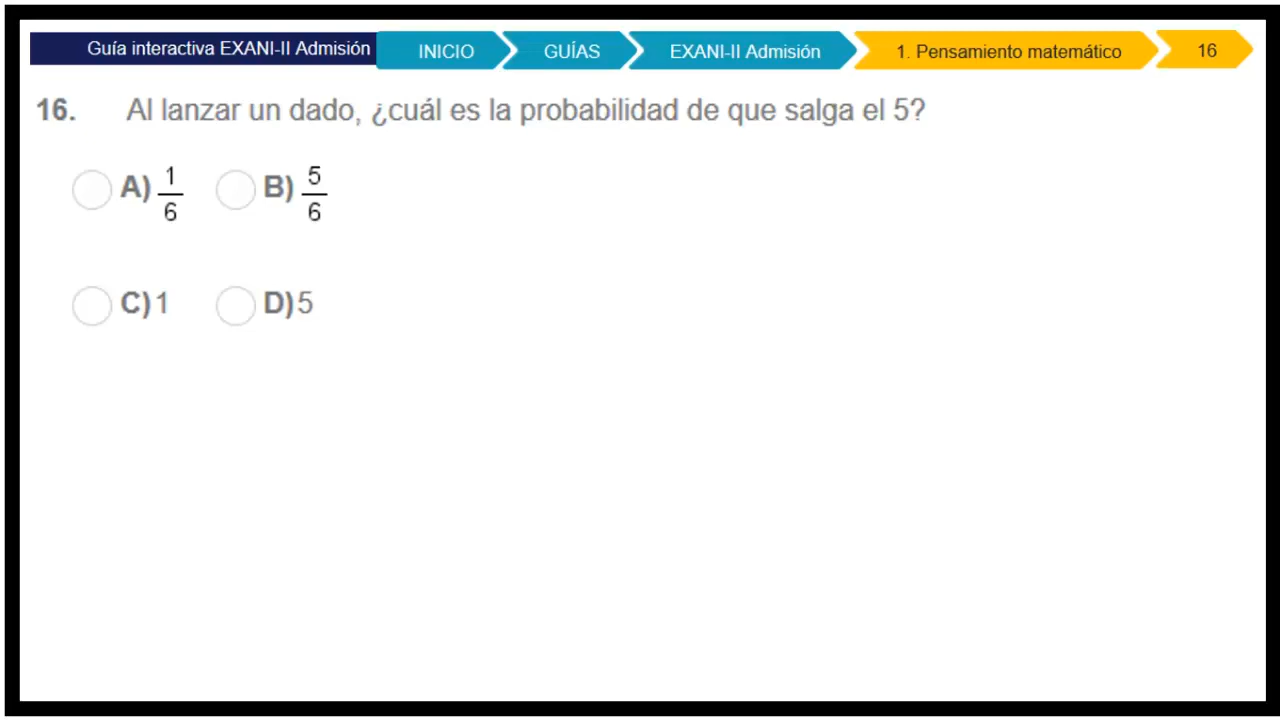 Guía interactiva EXANI-II Admisión INICIO GUÍAS EXANI-II Admisión 1. Pensamiento matemático 16
16. Al lanzar un dado, ¿cuál es la probabilidad de que salga el 5?
A) 1/6 B) 5/6
C) 1 D) 5